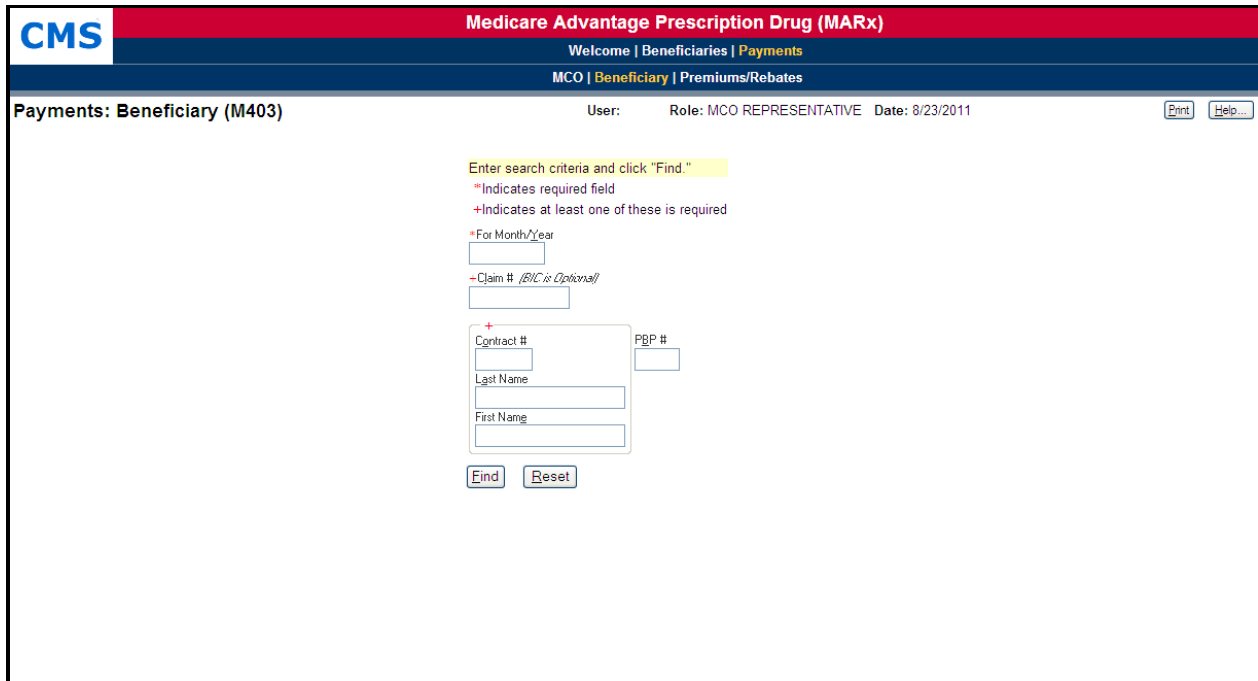 CMS
Medicare Advantage Prescription Drug (MARx)
Welcome | Beneficiaries | Payments
MCO | Beneficiary | Premiums/Rebates
Payments: Beneficiary (M403) User: Role: MCO REPRESENTATIVE Date: 8/23/2011 Print Help...
Enter search criteria and click "Find."
*Indicates required field
+Indicates at least one of these is required
*For Month/Year
+Claim # (BIC is Optional)
+
Contract # PBP #
Last Name
First Name
Find Reset